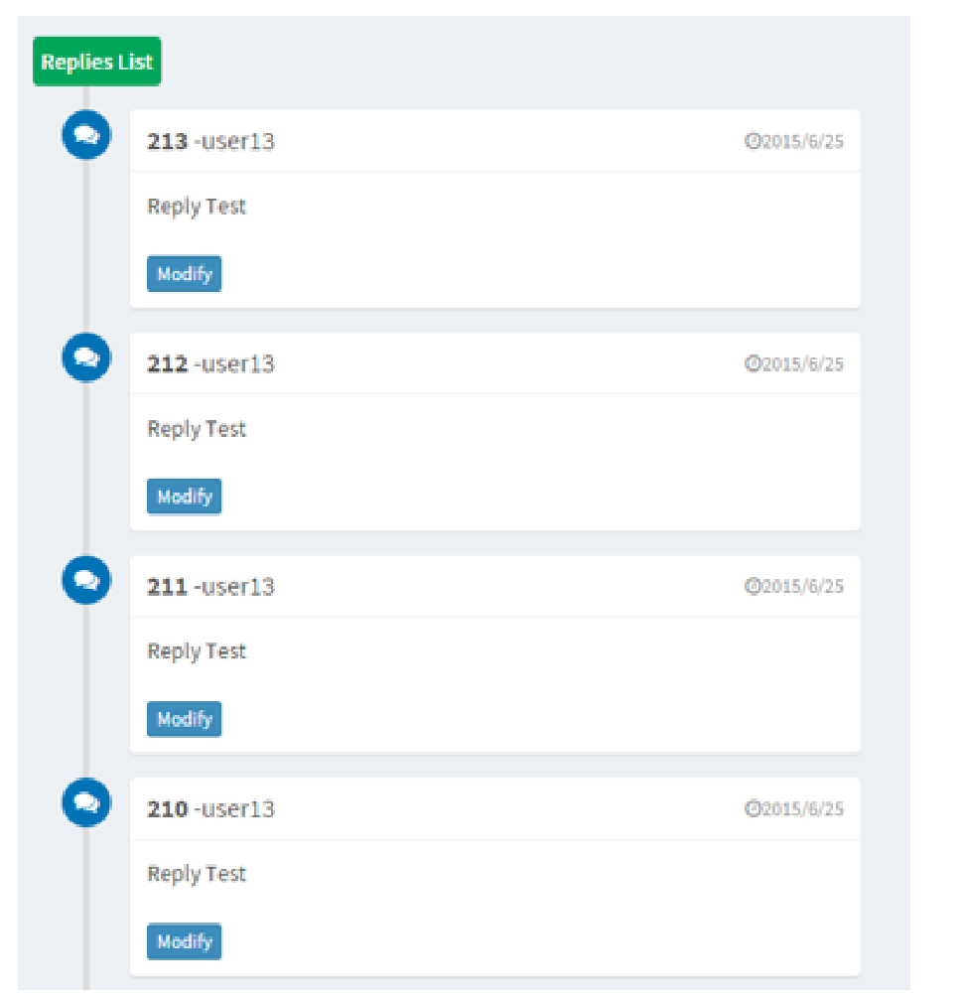 Replies List
213 -user13
2015/6/25
Reply Test
Modify
212 -user13
2015/6/25
Reply Test
Modify
211 -user13
2015/6/25
Reply Test
Modify
210 -user13
2015/6/25
Reply Test
Modify